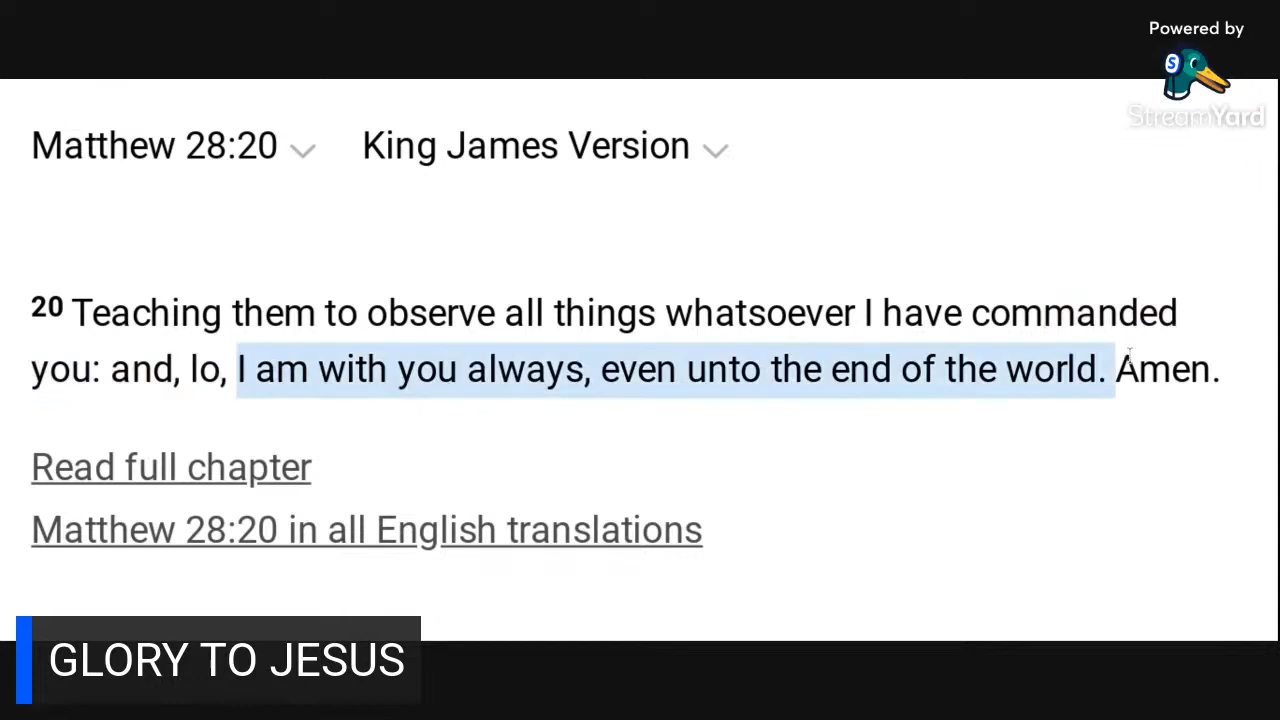 Powered by
S
StreamYard
Matthew 28:20 King James Version
20 Teaching them to observe all things whatsoever I have commanded
you: and, lo, I am with you always, even unto the end of the world. Amen.
Read full chapter
Matthew 28:20 in all English translations
GLORY TO JESUS